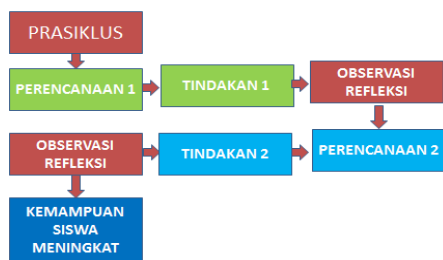 PRASIKLUS
PERENCANAAN 1
TINDAKAN 1
OBSERVASI
REFLEKSI
OBSERVASI
REFLEKSI
TINDAKAN 2
PERENCANAAN 2
KEMAMPUAN
SISWA
MENINGKAT